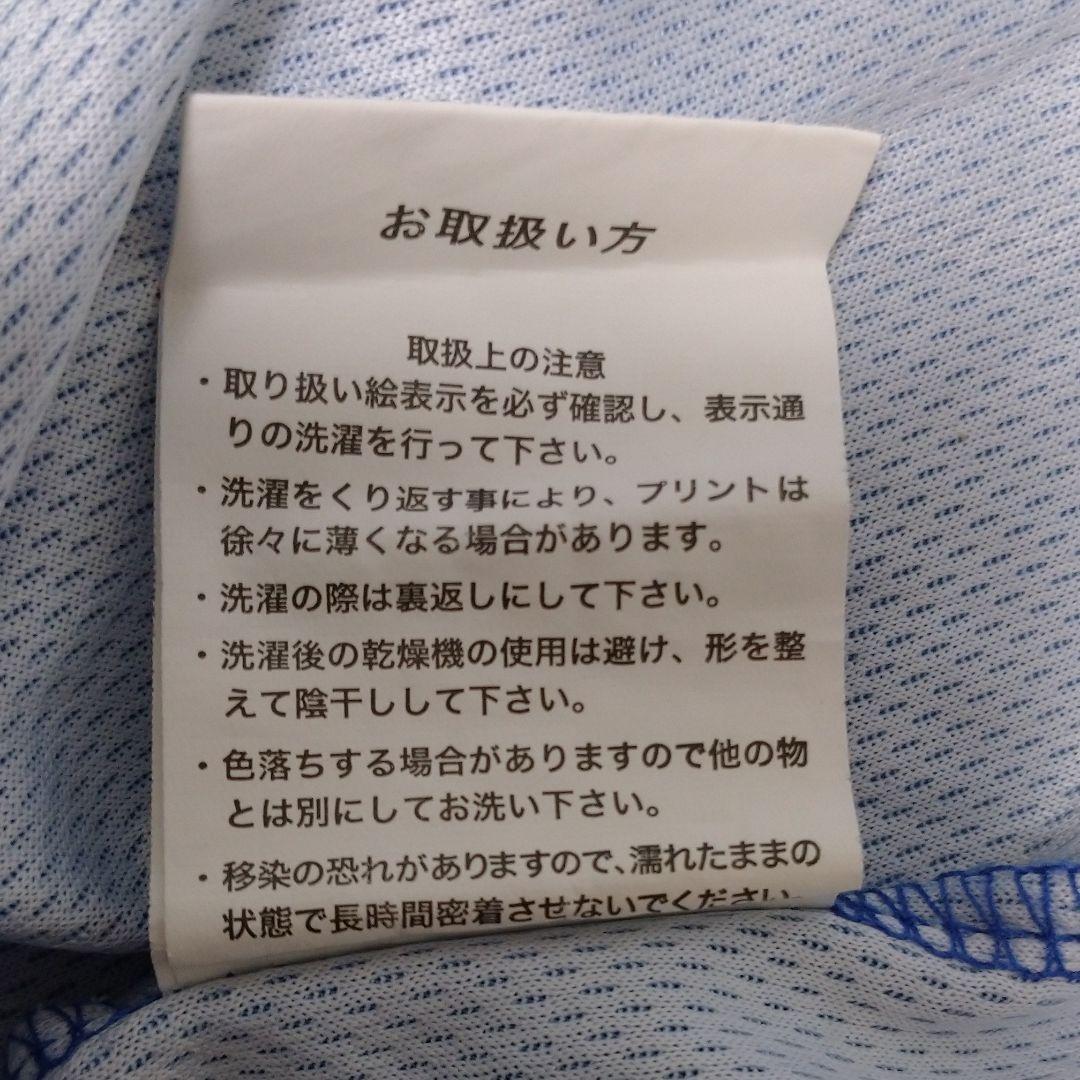 お取扱い方
取扱上の注意
・取り扱い絵表示を必ず確認し、表示通
りの洗濯を行って下さい。
・洗濯をくり返す事により、プリントは
徐々に薄くなる場合があります。
・洗濯の際は裏返しにして下さい。
・洗濯後の乾燥機の使用は避け、形を整
えて陰干しして下さい。
・色落ちする場合がありますので他の物
とは別にしてお洗い下さい。
・移染の恐れがありますので、濡れたままの
状態で長時間密着させないでください。